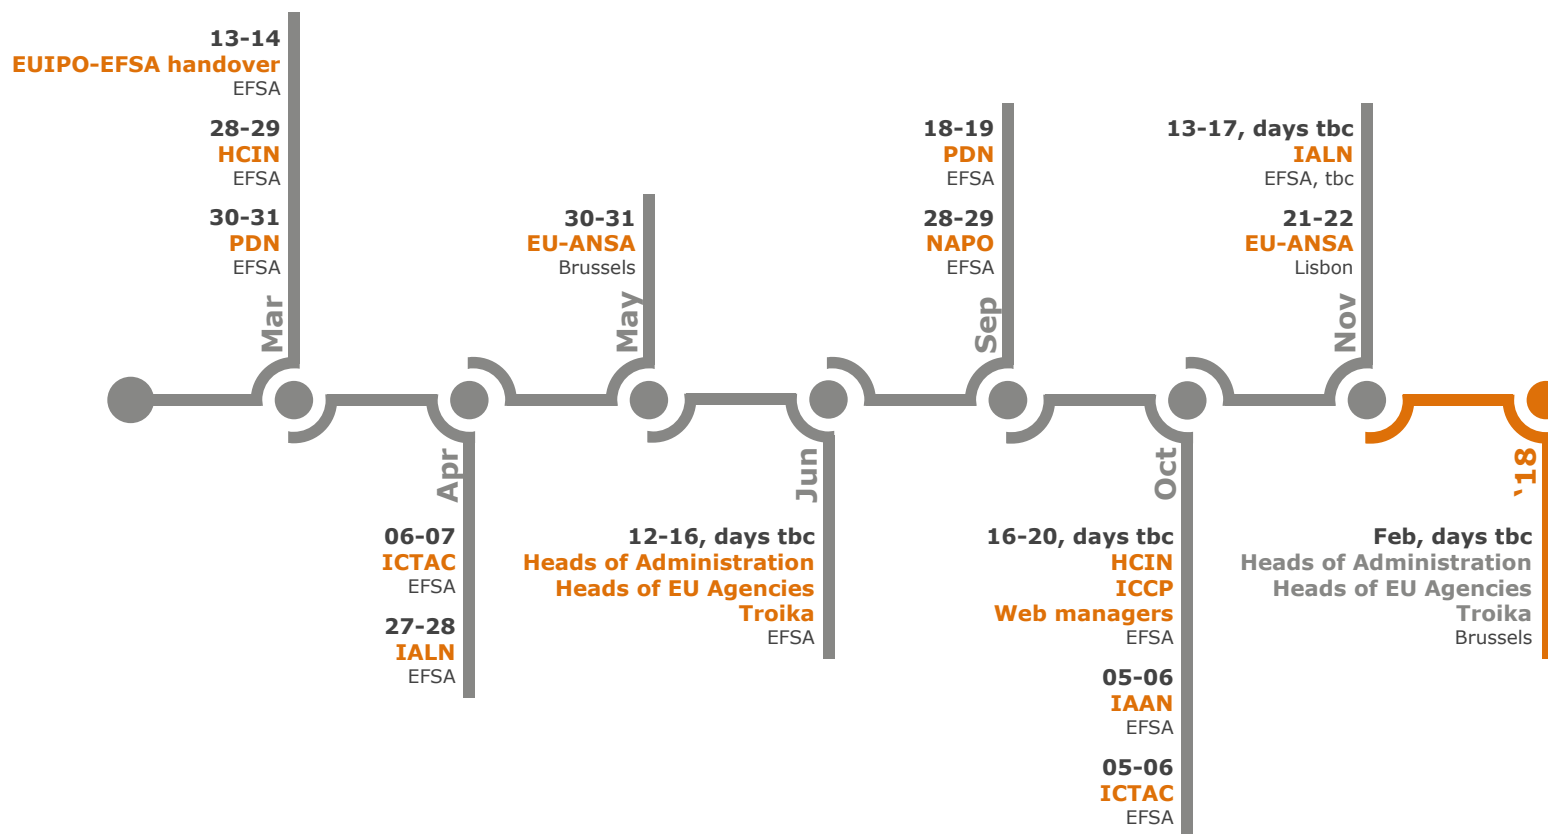 13-14
EUIPO-EFSA handover
EFSA
28-29
HCIN
EFSA
30-31
PDN
EFSA
Mar
06-07
ICTAC
EFSA
27-28
IALN
EFSA
Apr
30-31
EU-ANSA
Brussels
May
12-16, days tbc
Heads of Administration
Heads of EU Agencies
Troika
EFSA
Jun
18-19
PDN
EFSA
28-29
NAPO
EFSA
Sep
16-20, days tbc
HCIN
ICCP
Web managers
EFSA
05-06
IAAN
EFSA
05-06
ICTAC
EFSA
Oct
13-17, days tbc
IALN
EFSA, tbc
21-22
EU-ANSA
Lisbon
Nov
`18
Feb, days tbc
Heads of Administration
Heads of EU Agencies
Troika
Brussels